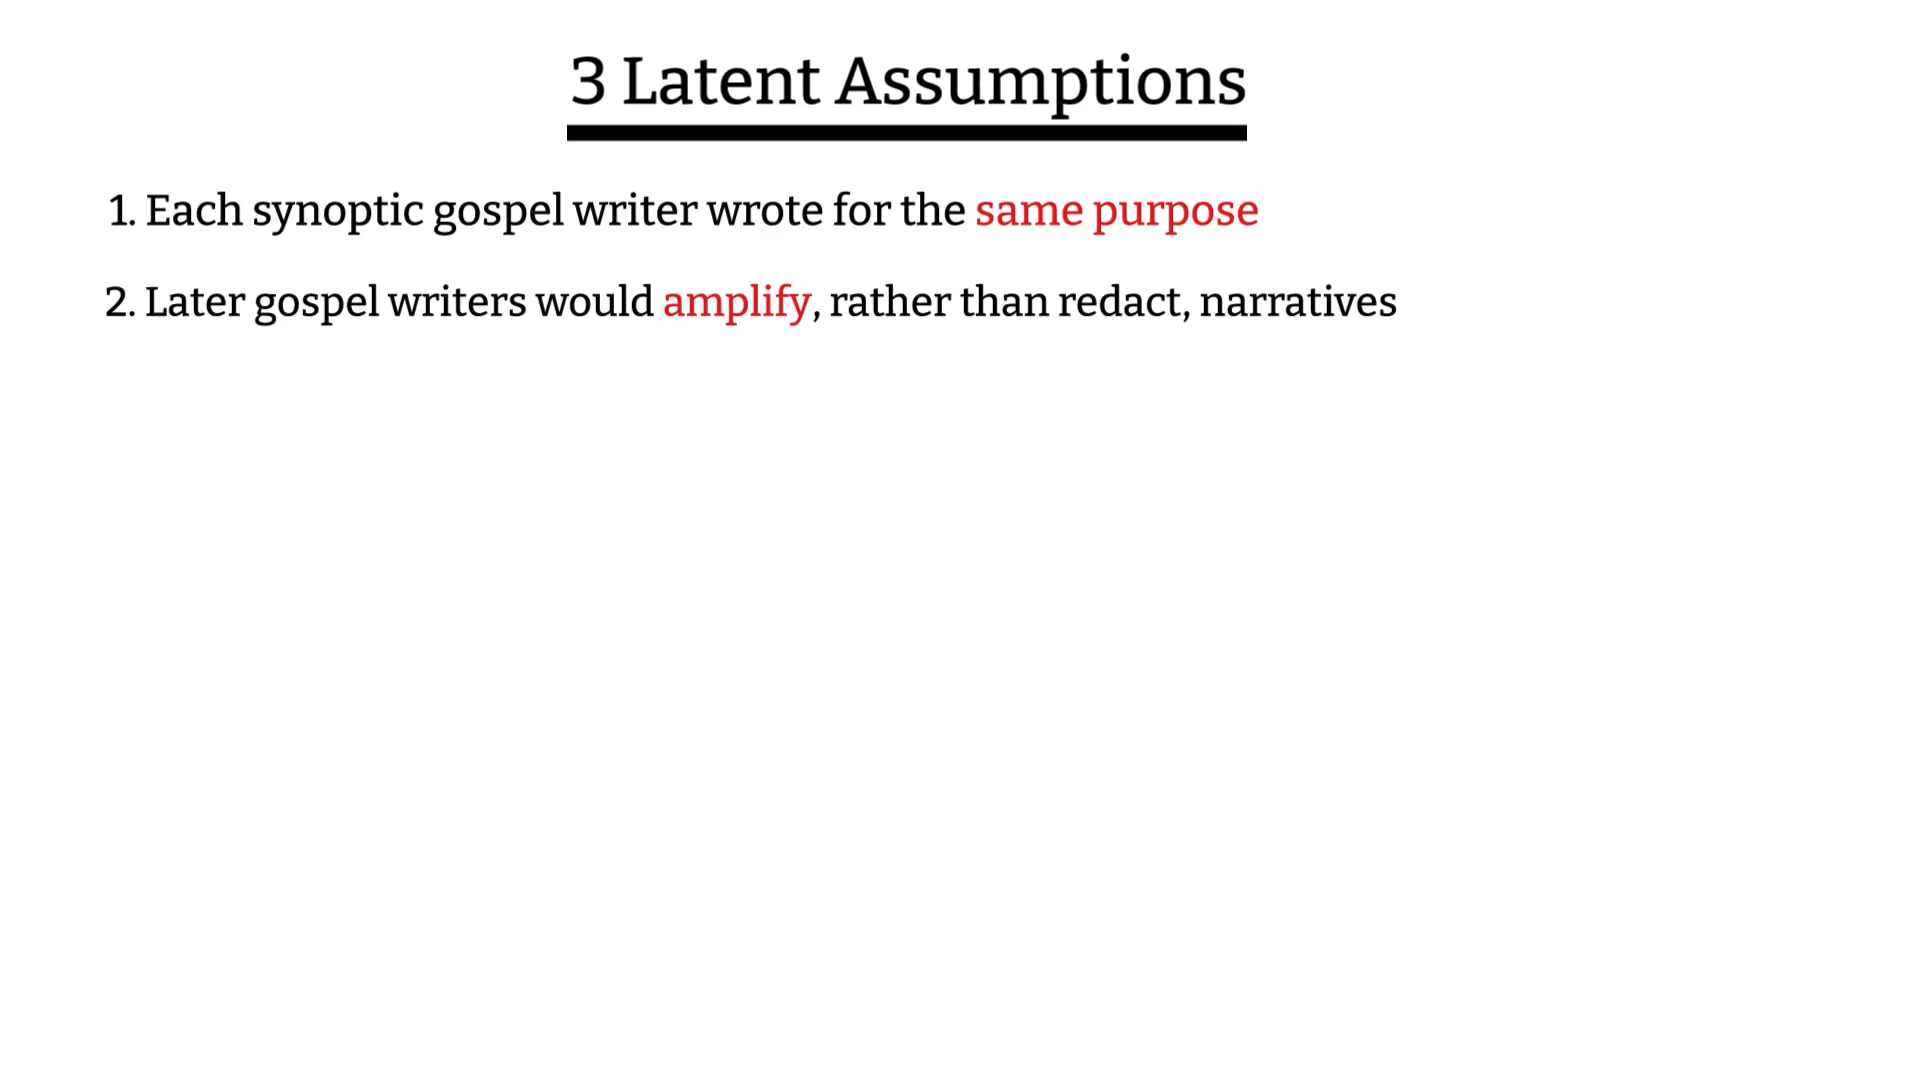 3 Latent Assumptions
1. Each synoptic gospel writer wrote for the same purpose
2. Later gospel writers would amplify, rather than redact, narratives